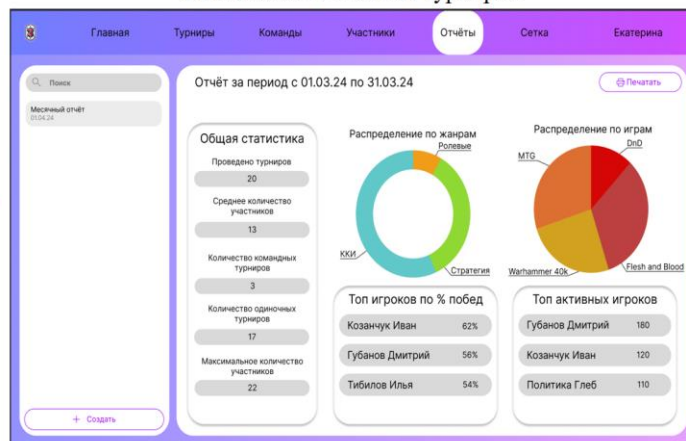 Главная Турниры Команды Участники Отчёты Сетка Екатерина
Поиск
Месячный отчёт
01.04.24
+ Создать
Отчёт за период с 01.03.24 по 31.03.24
Печатать
Общая статистика
Проведено турниров
20
Среднее количество
участников
13
Количество командных
турниров
3
Количество одиночных
турниров
17
Максимальное количество
участников
22
Распределение по жанрам
Ролевые
ККИ
Стратегия
Распределение по играм
DnD
MTG
Warhammer 40k
Flesh and Blood
Топ игроков по % побед
Козанчук Иван 62%
Губанов Дмитрий 56%
Тибилов Илья 54%
Топ активных игроков
Губанов Дмитрий 180
Козанчук Иван 120
Политика Глеб 110